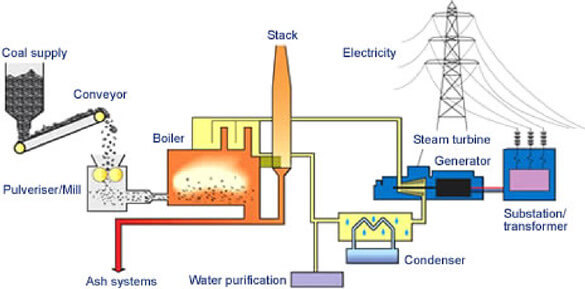 Stack
Coal supply
Electricity
Conveyor
Boiler
Steam turbine
Generator
Pulveriser/Mill
Substation/
transformer
Condenser
Ash systems
Water purification